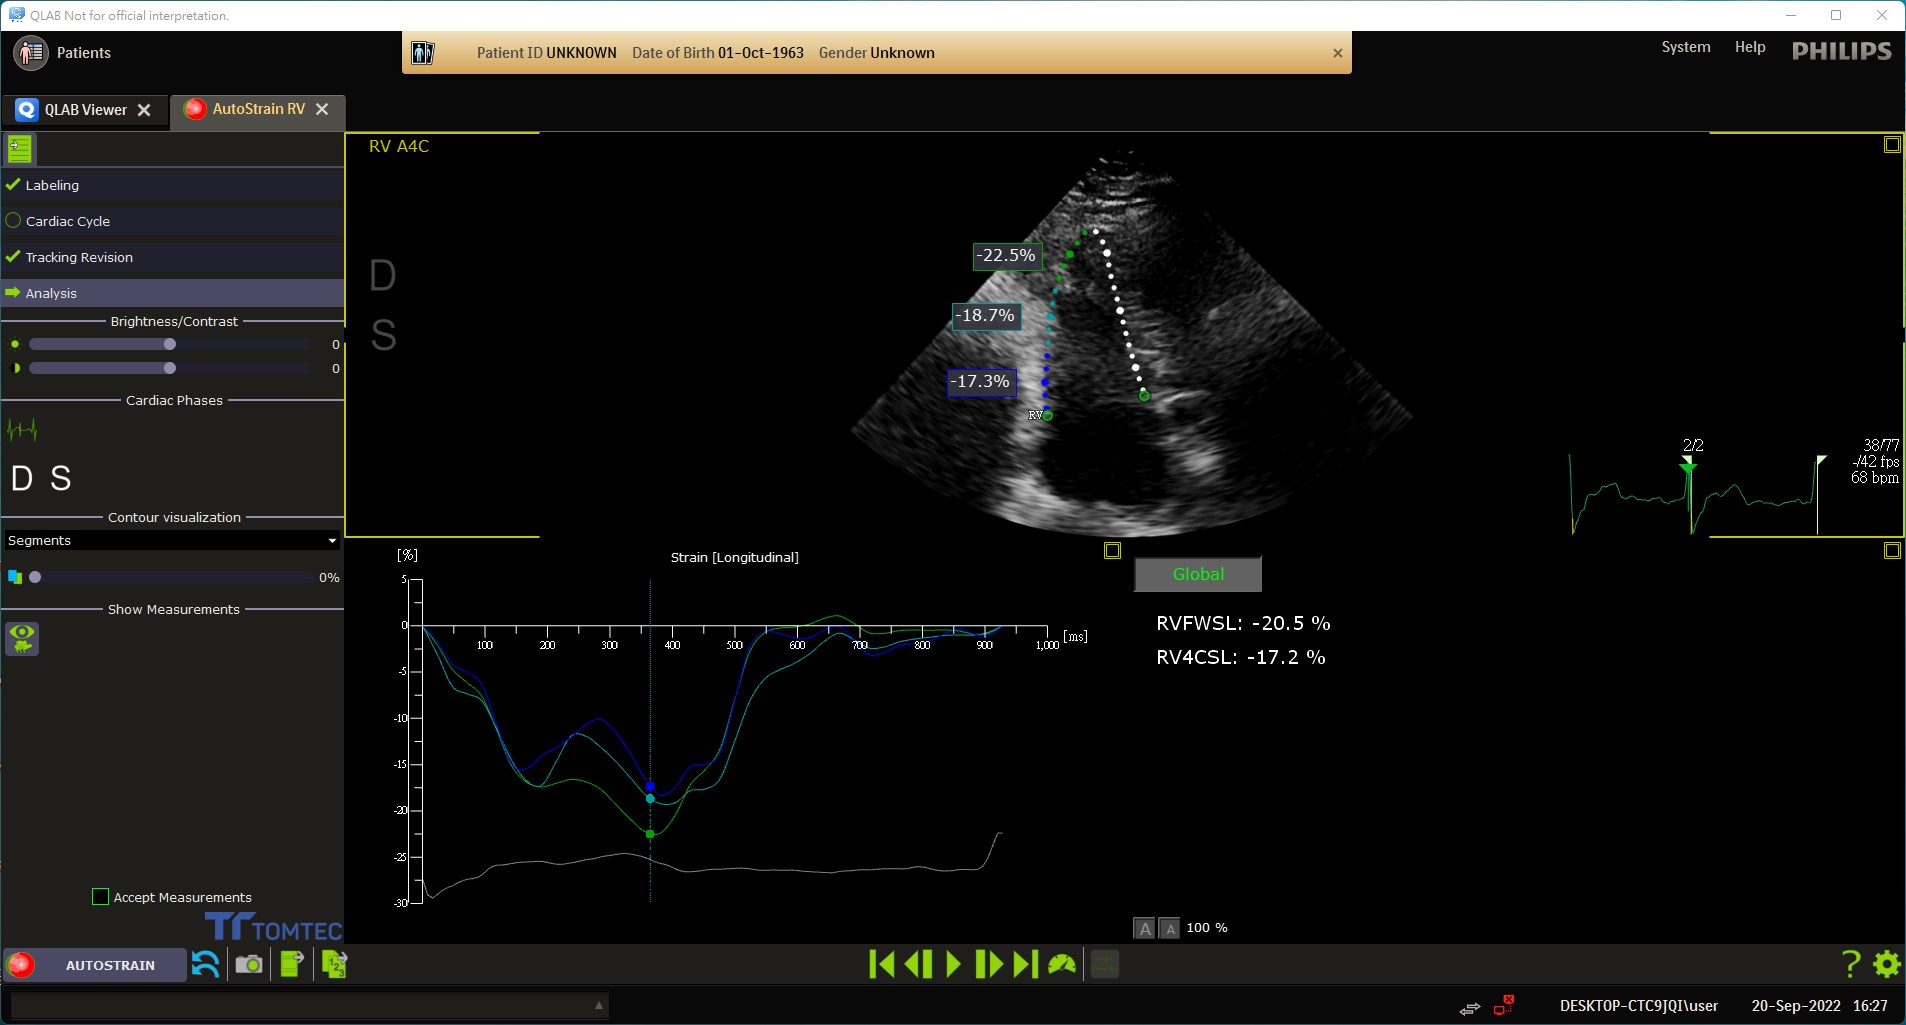 QLAB Not for official interpretation.
Patients
Patient ID UNKNOWN Date of Birth 01-Oct-1963 Gender Unknown
System Help PHILIPS
QLAB Viewer
AutoStrain RV
RV A4C
Labeling
Cardiac Cycle
Tracking Revision
Analysis
Brightness/Contrast
0
0
Cardiac Phases
D S
Contour visualization
Segments
0%
Show Measurements
Accept Measurements
TOMTEC
D
S
-22.5%
-18.7%
-17.3%
RV
2/2
38/77
-/42 fps
68 bpm
[%]
Strain [Longitudinal]
5
0
-5
-10
-15
-20
-25
-30
100 200 300 400 500 600 700 800 900 1,000 [ms]
Global
RVFWSL: -20.5 %
RV4CSL: -17.2 %
A A 100 %
AUTOSTRAIN
1 2 3
?
DESKTOP-CTC9JQI\user 20-Sep-2022 16:27